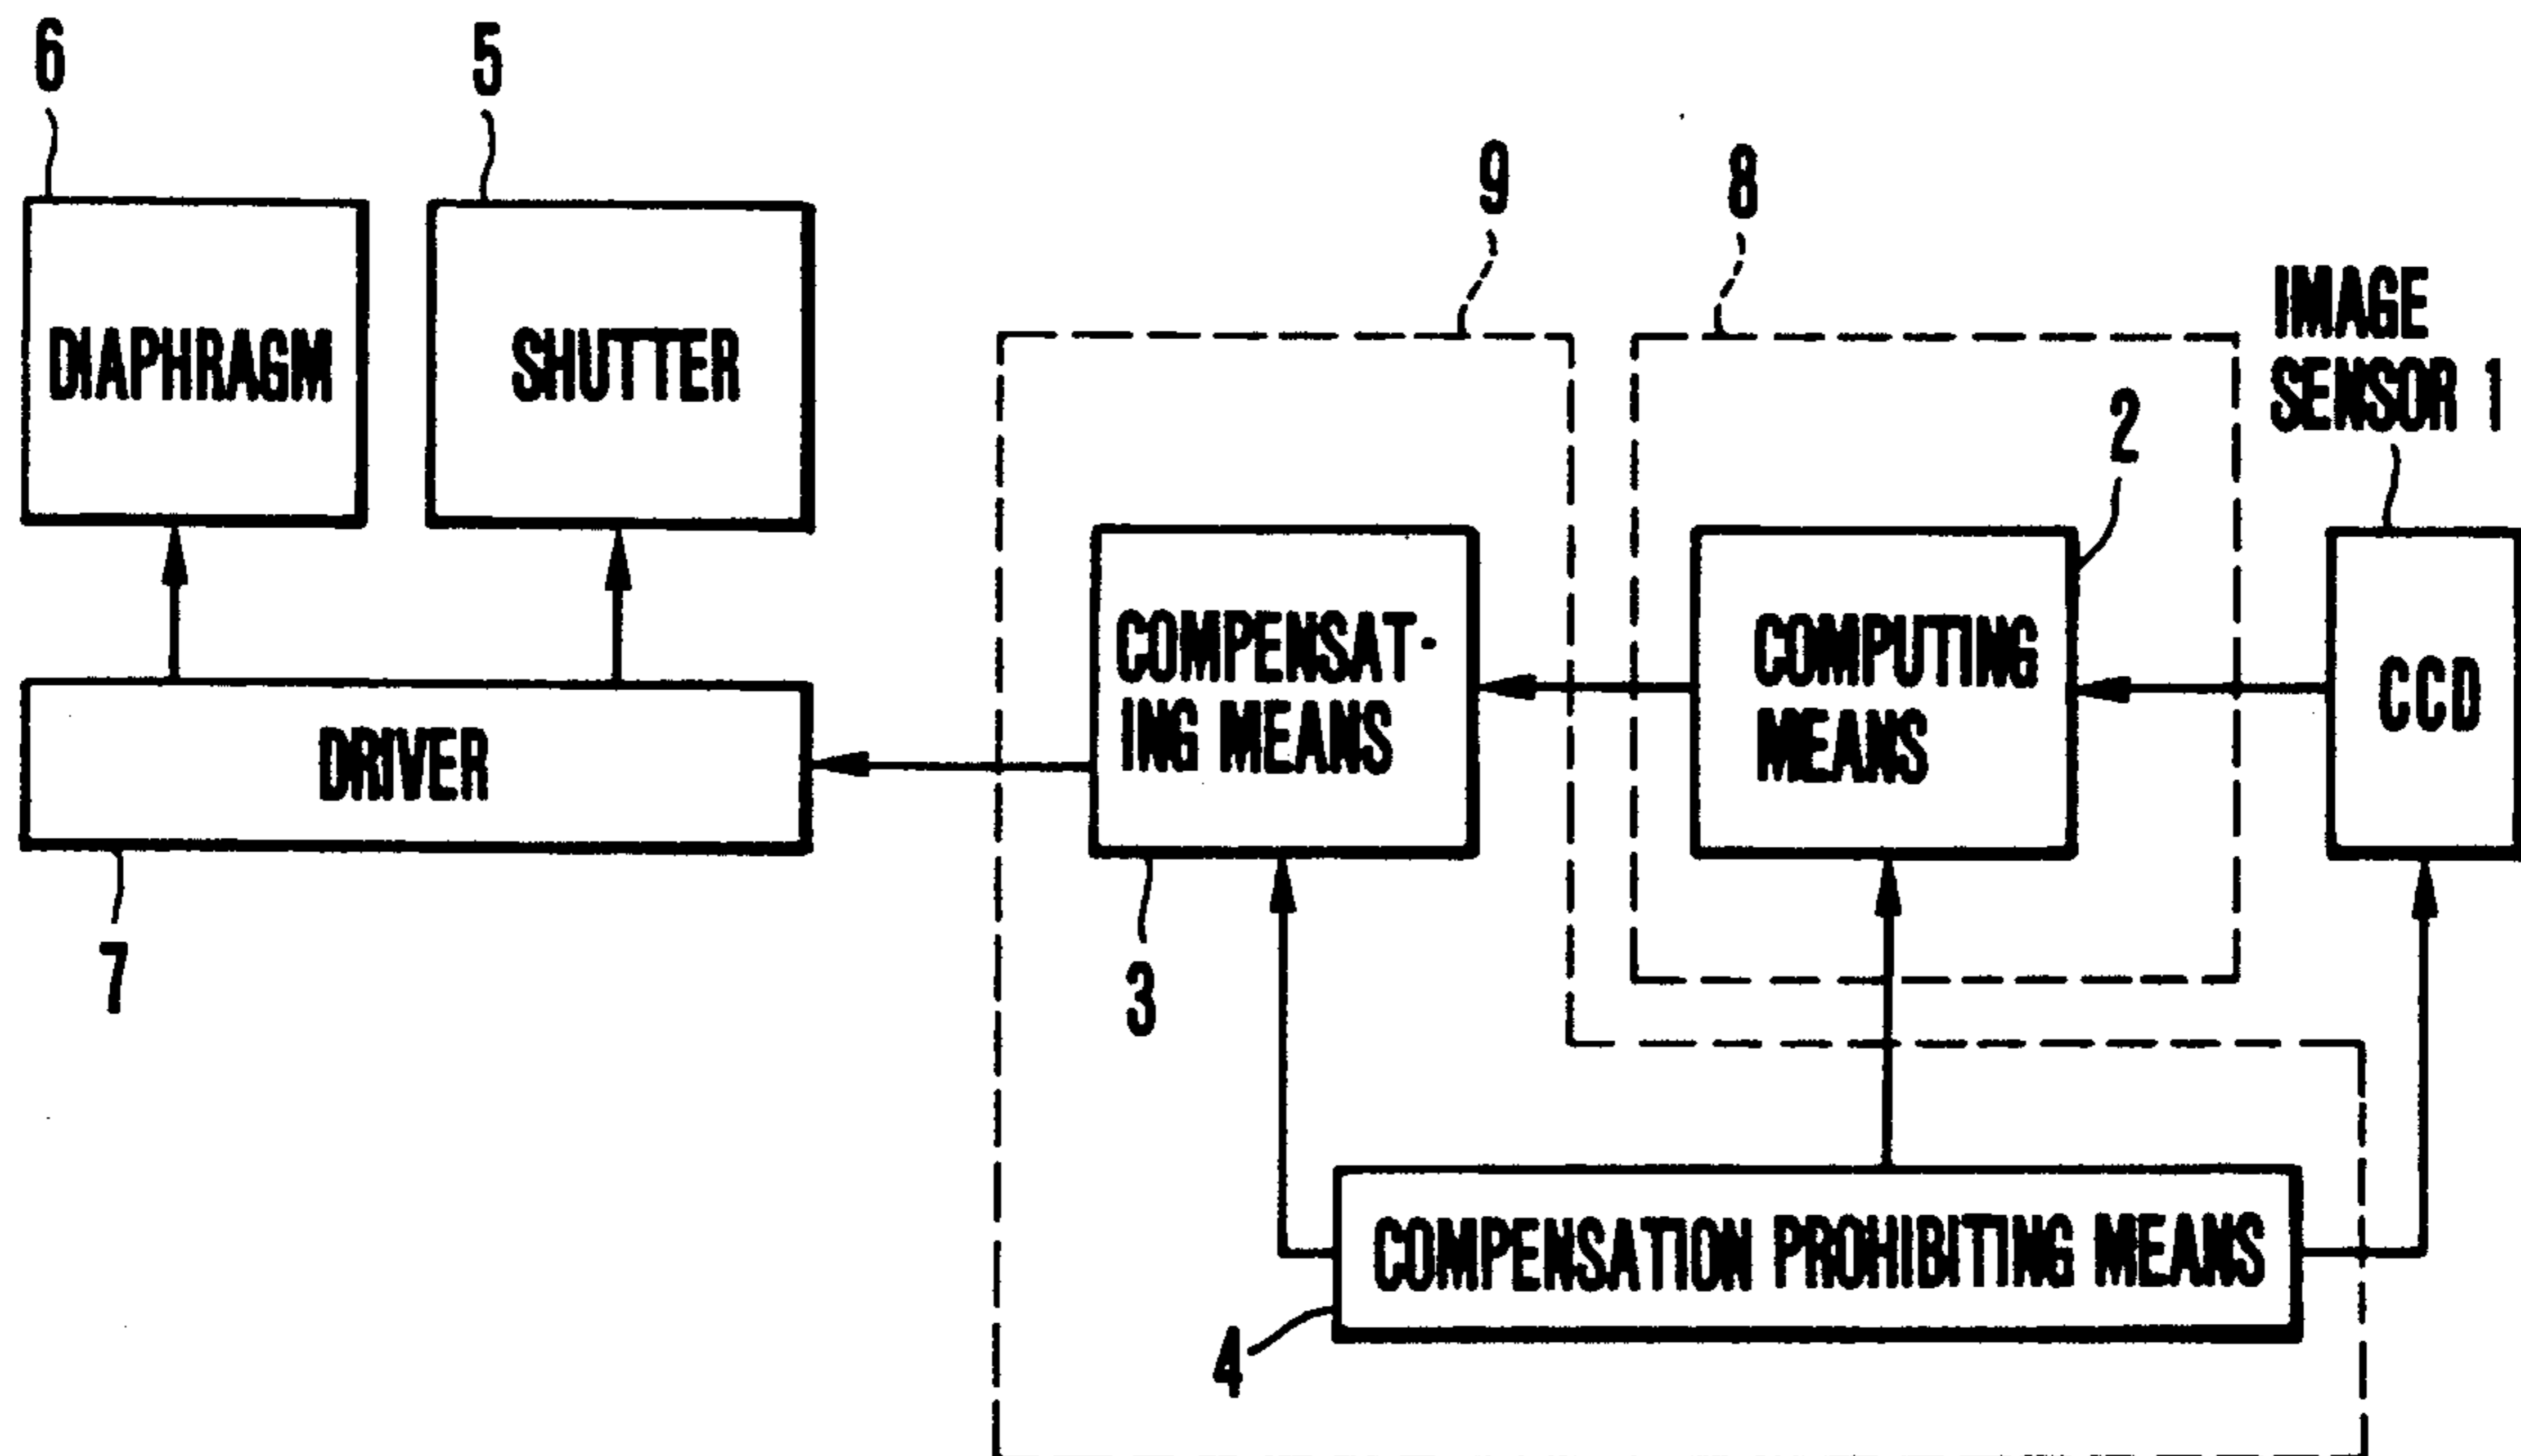 6
5
9
8
IMAGE
SENSOR 1
DIAPHRAGM
SHUTTER
2
COMPENSAT-
ING MEANS
COMPUTING
MEANS
CCD
DRIVER
7
3
COMPENSATION PROHIBITING MEANS
4